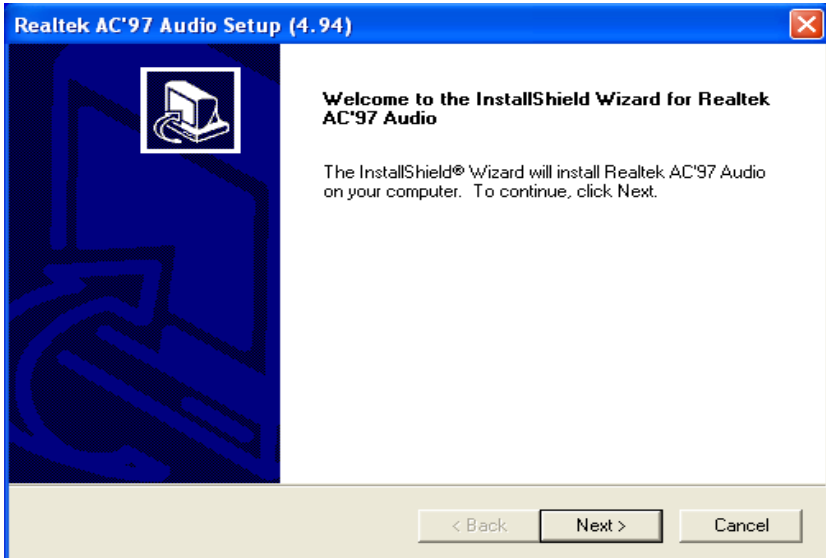 Realtek AC'97 Audio Setup (4.94)
Welcome to the InstallShield Wizard for Realtek
AC'97 Audio
The InstallShield® Wizard will install Realtek AC'97 Audio
on your computer. To continue, click Next.
< Back
Next >
Cancel